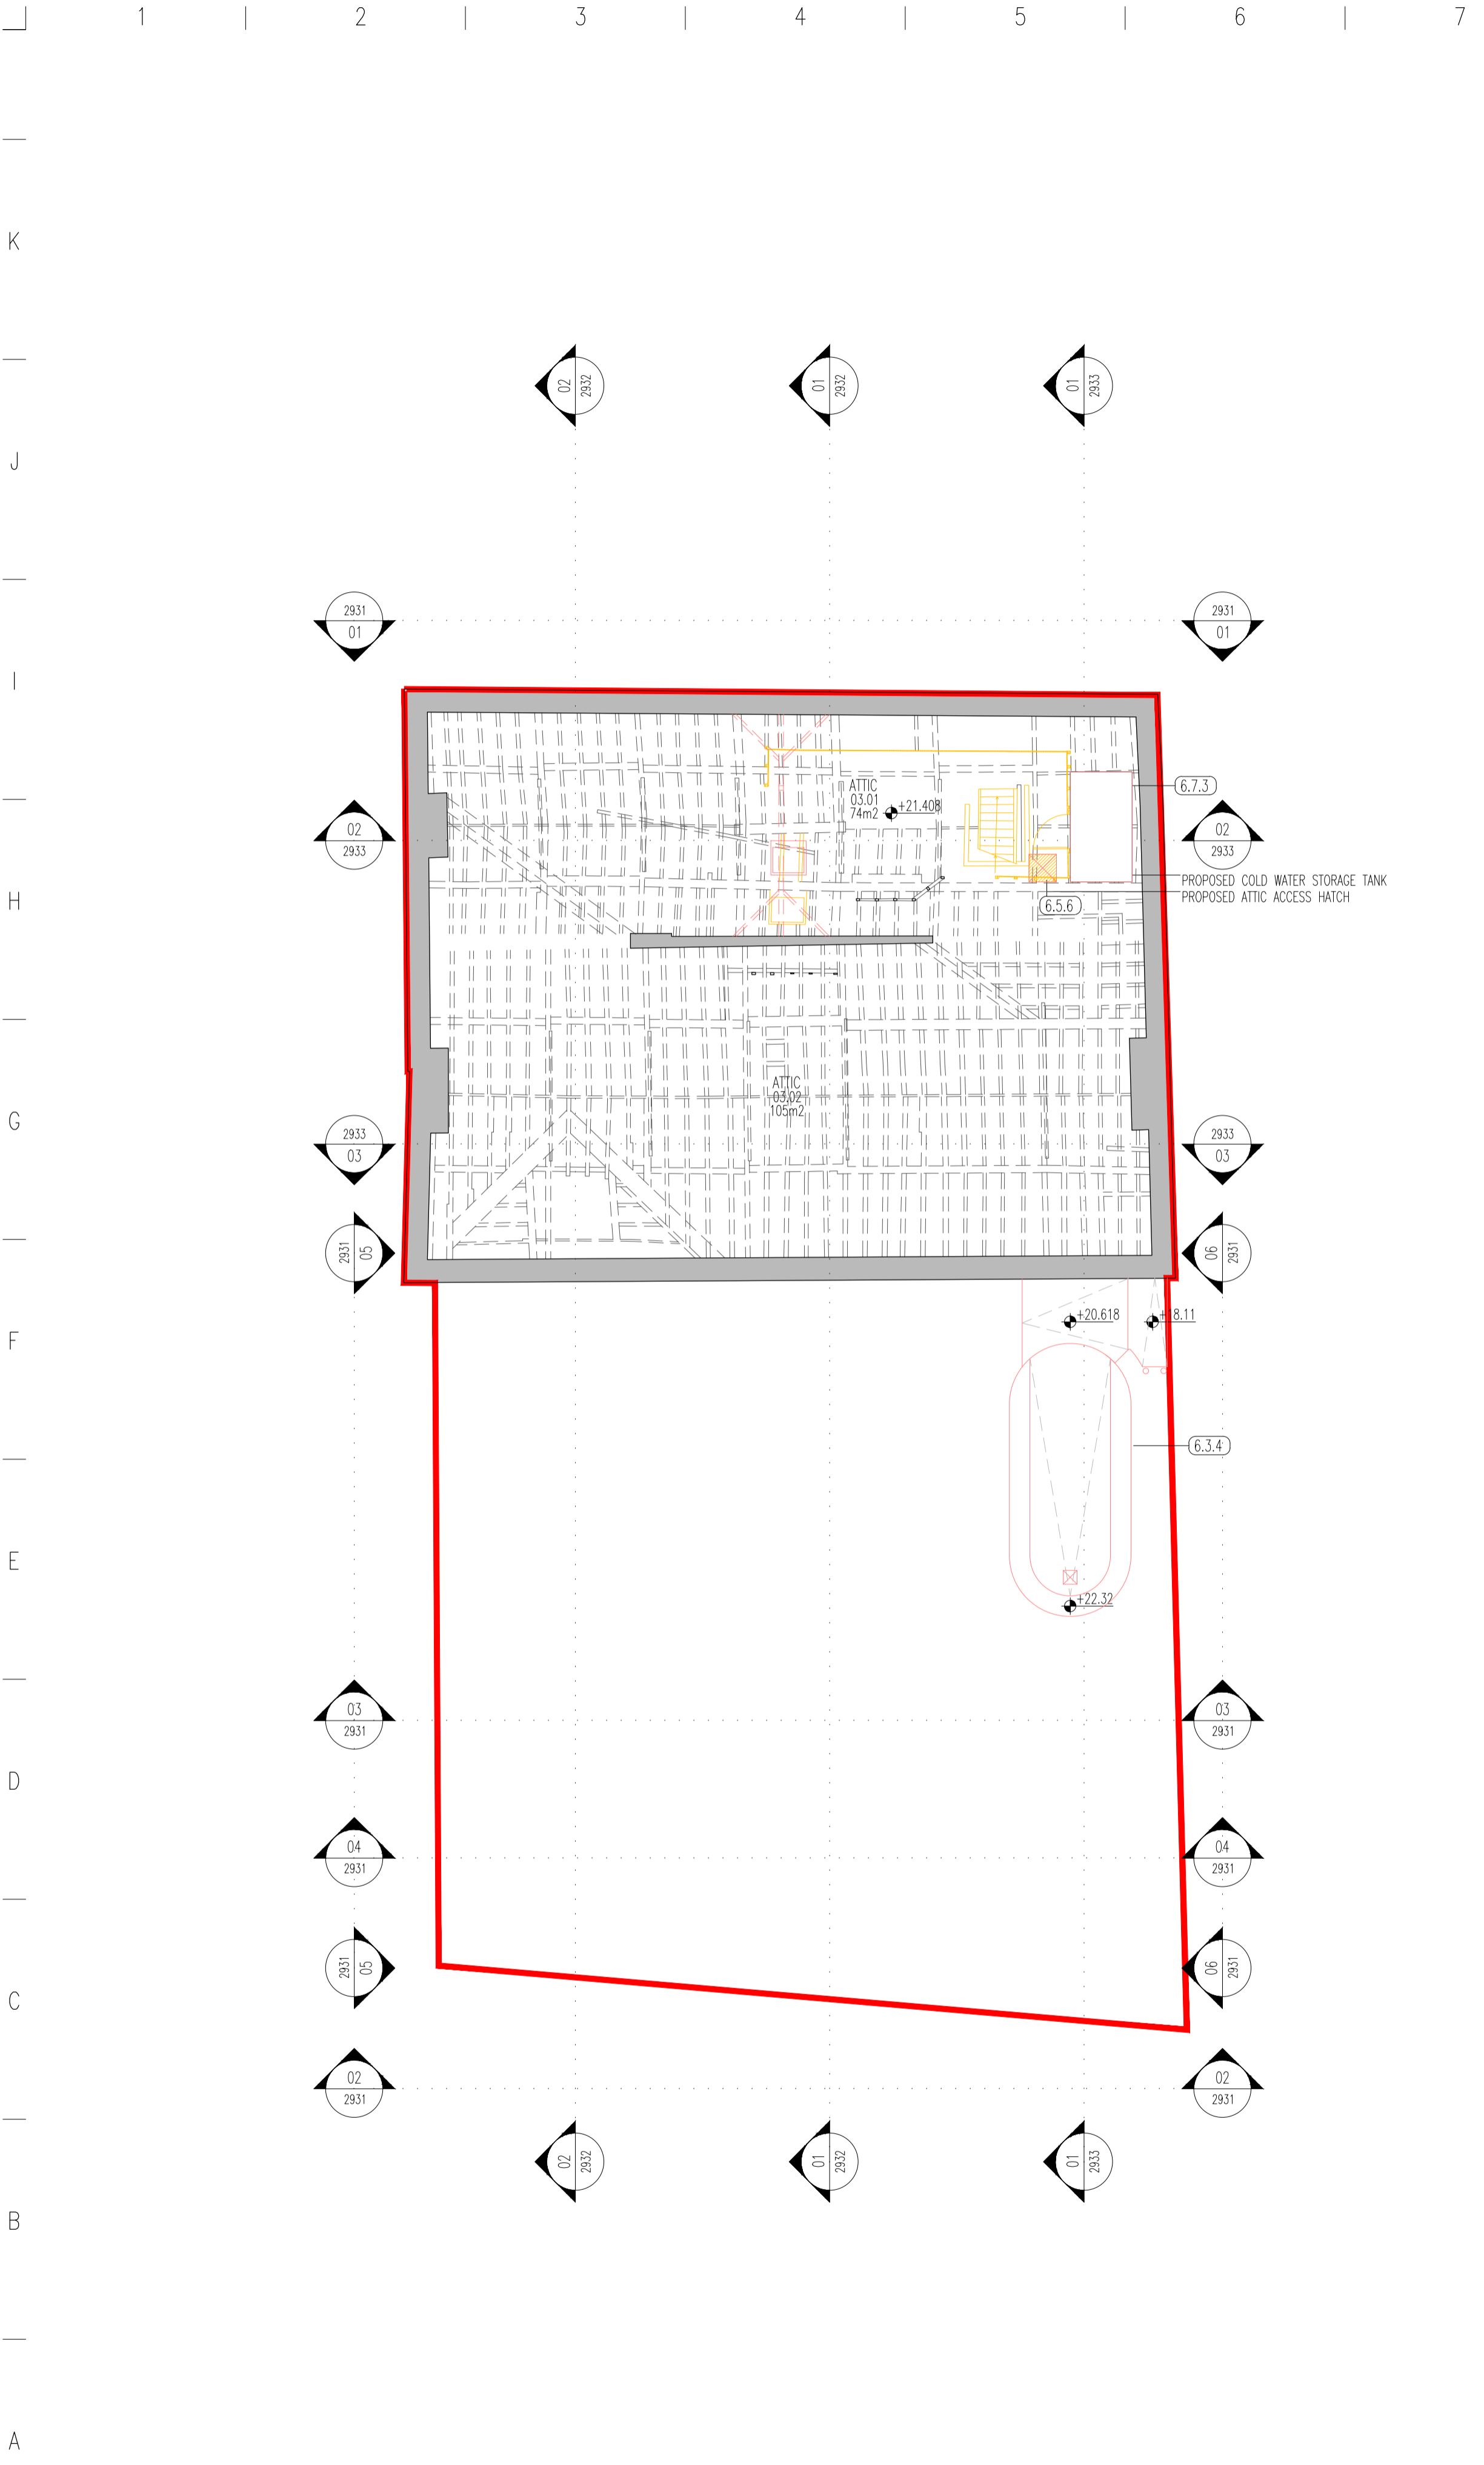 1 2 3 4 5 6 7
K
02 2932 01 2932 01 2933
J
2931 2931
01 01
I
6.7.3
ATTIC
03.01
74m2 +21.408
02 02
2933 2933
PROPOSED COLD WATER STORAGE TANK
PROPOSED ATTIC ACCESS HATCH
H
6.5.6
ATTIC
03.02
105m2
G
2933 2933
03 03
2931 05 06 2931
+20.618 +18.11
F
6.3.4
E
+22.32
03 03
2931 2931
D
04 04
2931 2931
2931 05 06 2931
C
02 02
2931 2931
02 2932 01 2932 01 2933
B
A